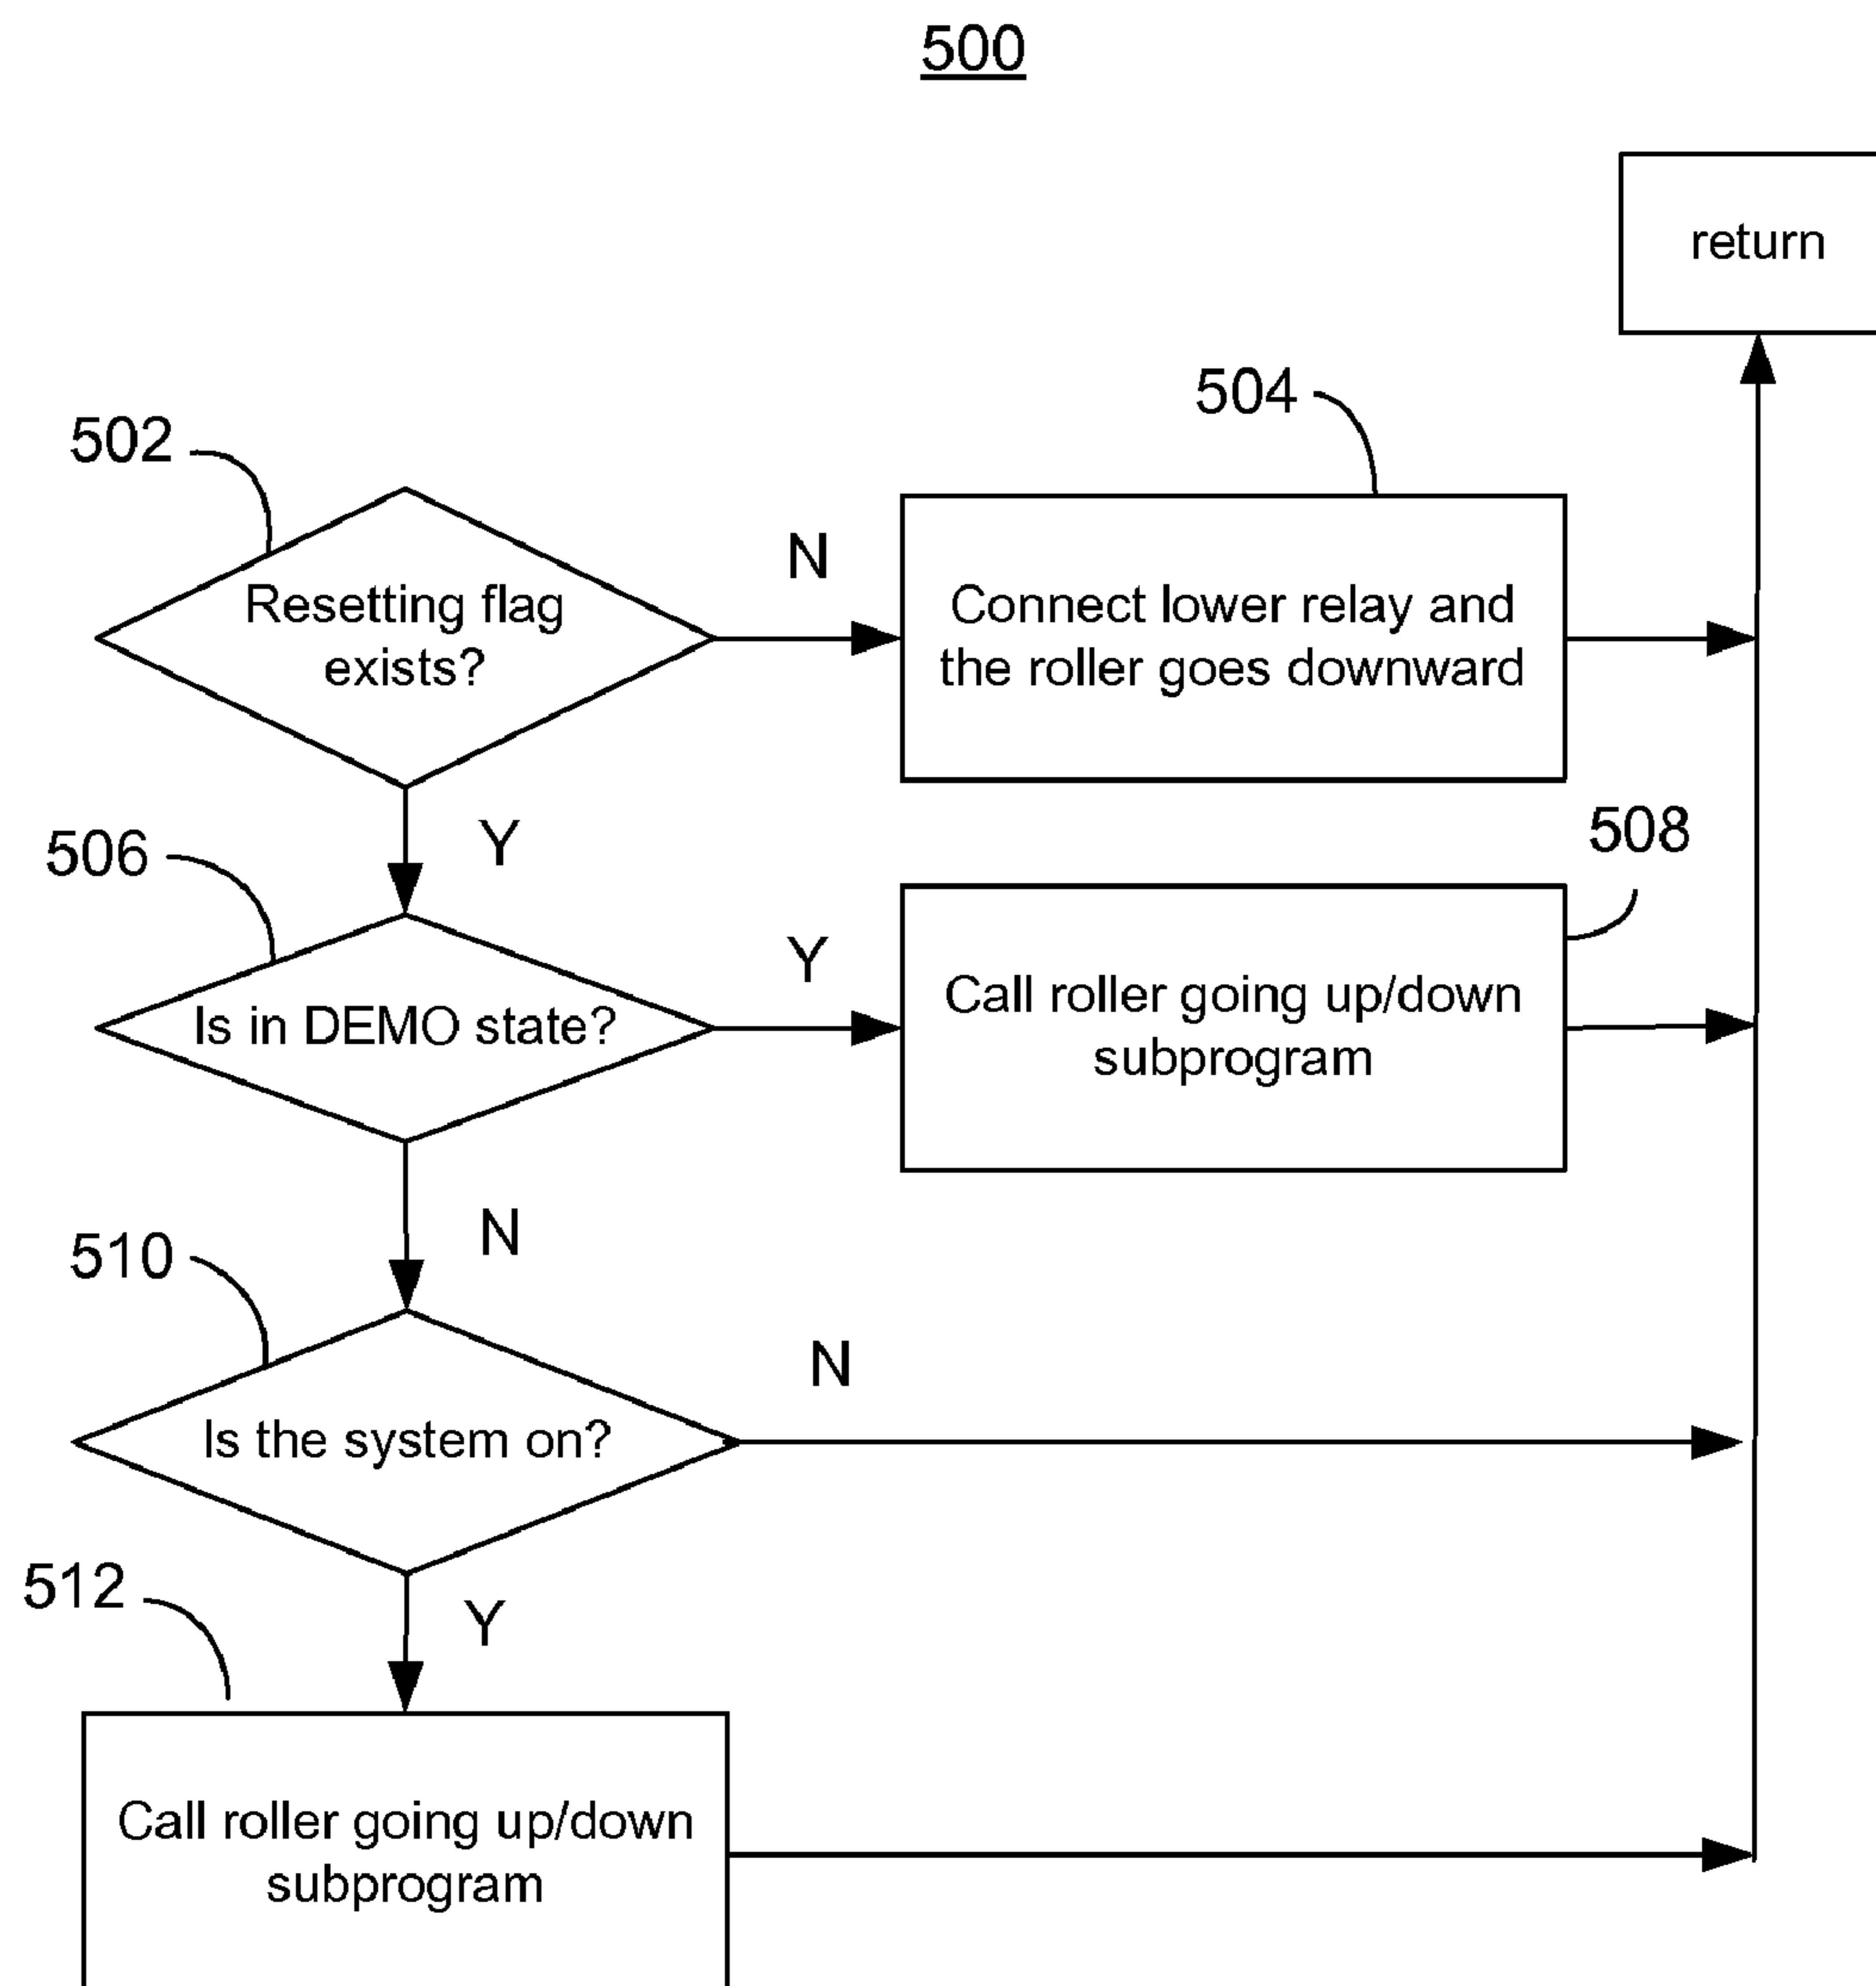 500
return
504
502
N
Resetting flag
exists?
Connect lower relay and
the roller goes downward
508
Y
506
Y
Is in DEMO state?
Call roller going up/down
subprogram
N
510
N
Is the system on?
512
Y
Call roller going up/down
subprogram